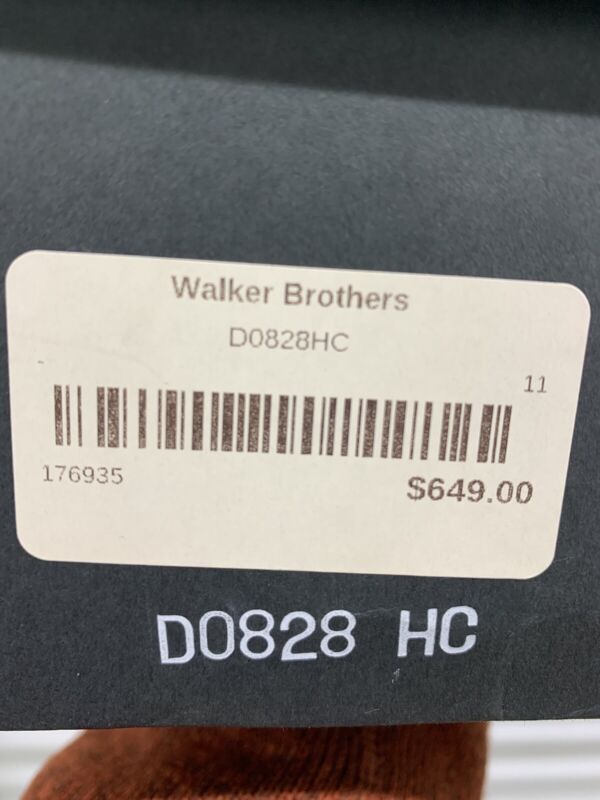 Walker Brothers
D0828HC
11
176935
$649.00
D0828 HC